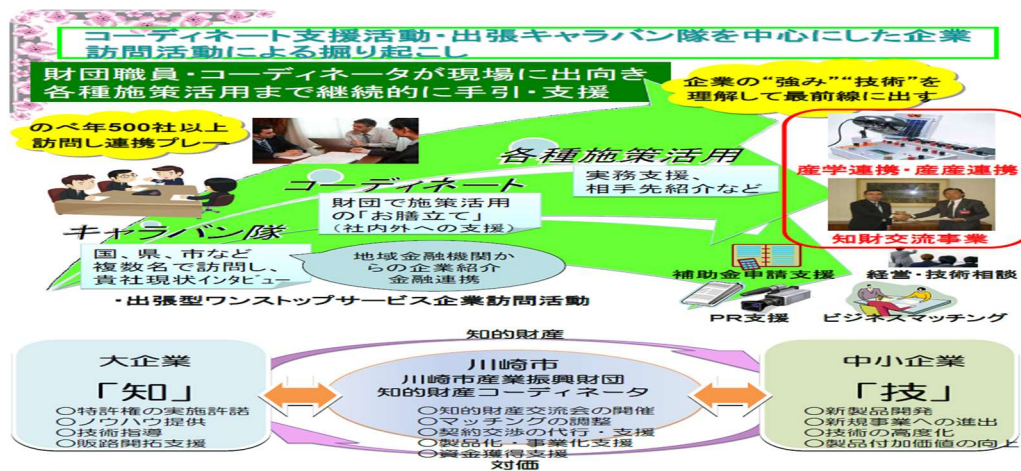 コーディネート支援活動・出張キャラバン隊を中心にした企業
訪問活動による掘り起こし
財団職員・コーディネータが現場に出向き
各種施策活用まで継続的に手引・支援
企業の“強み”“技術”を
理解して最前線に出す
のべ年500社以上
訪問し連携プレー
各種施策活用
実務支援、
相手先紹介など
産学連携・産産連携
知財交流事業
コーディネート
財団で施策活用
の「お膳立て」
(社内外への支援)
キャラバン隊
国、県、市など
複数名で訪問し、
貴社現状インタビュー
地域金融機関か
らの企業紹介
金融連携
・出張型ワンストップサービス企業訪問活動
補助金申請支援
経営・技術相談
PR支援
ビジネスマッチング
知的財産
大企業
「知」
○特許権の実施許諾
○ノウハウ提供
○技術指導
○販路開拓支援
川崎市
川崎市産業振興財団
知的財産コーディネータ
○知的財産交流会の開催
○マッチングの調整
○契約交渉の代行・支援
○製品化・事業化支援
○資金獲得支援
対価
中小企業
「技」
○新製品開発
○新規事業への進出
○技術の高度化
○製品付加価値の向上